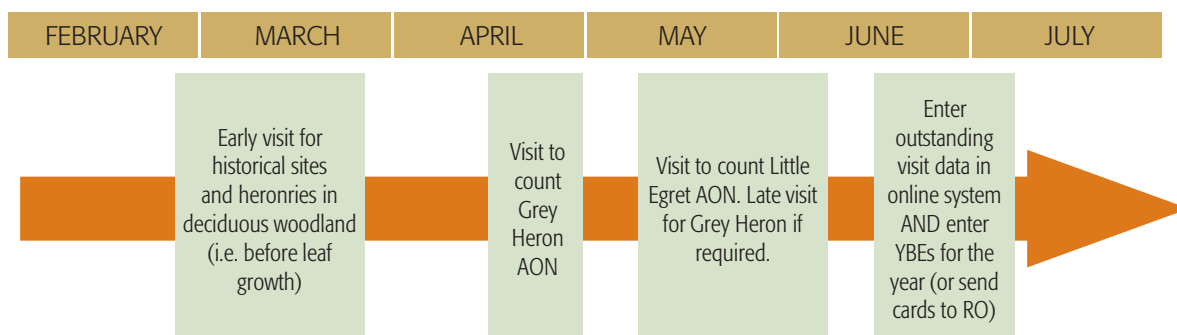 FEBRUARY MARCH APRIL MAY JUNE JULY
Early visit for
historical sites
and heronries in
deciduous woodland
(i.e. before leaf
growth)
Visit to
count
Grey
Heron
AON
Visit to count Little
Egret AON. Late visit
for Grey Heron if
required.
Enter
outstanding
visit data in
online system
AND enter
YBEs for the
year (or send
cards to RO)